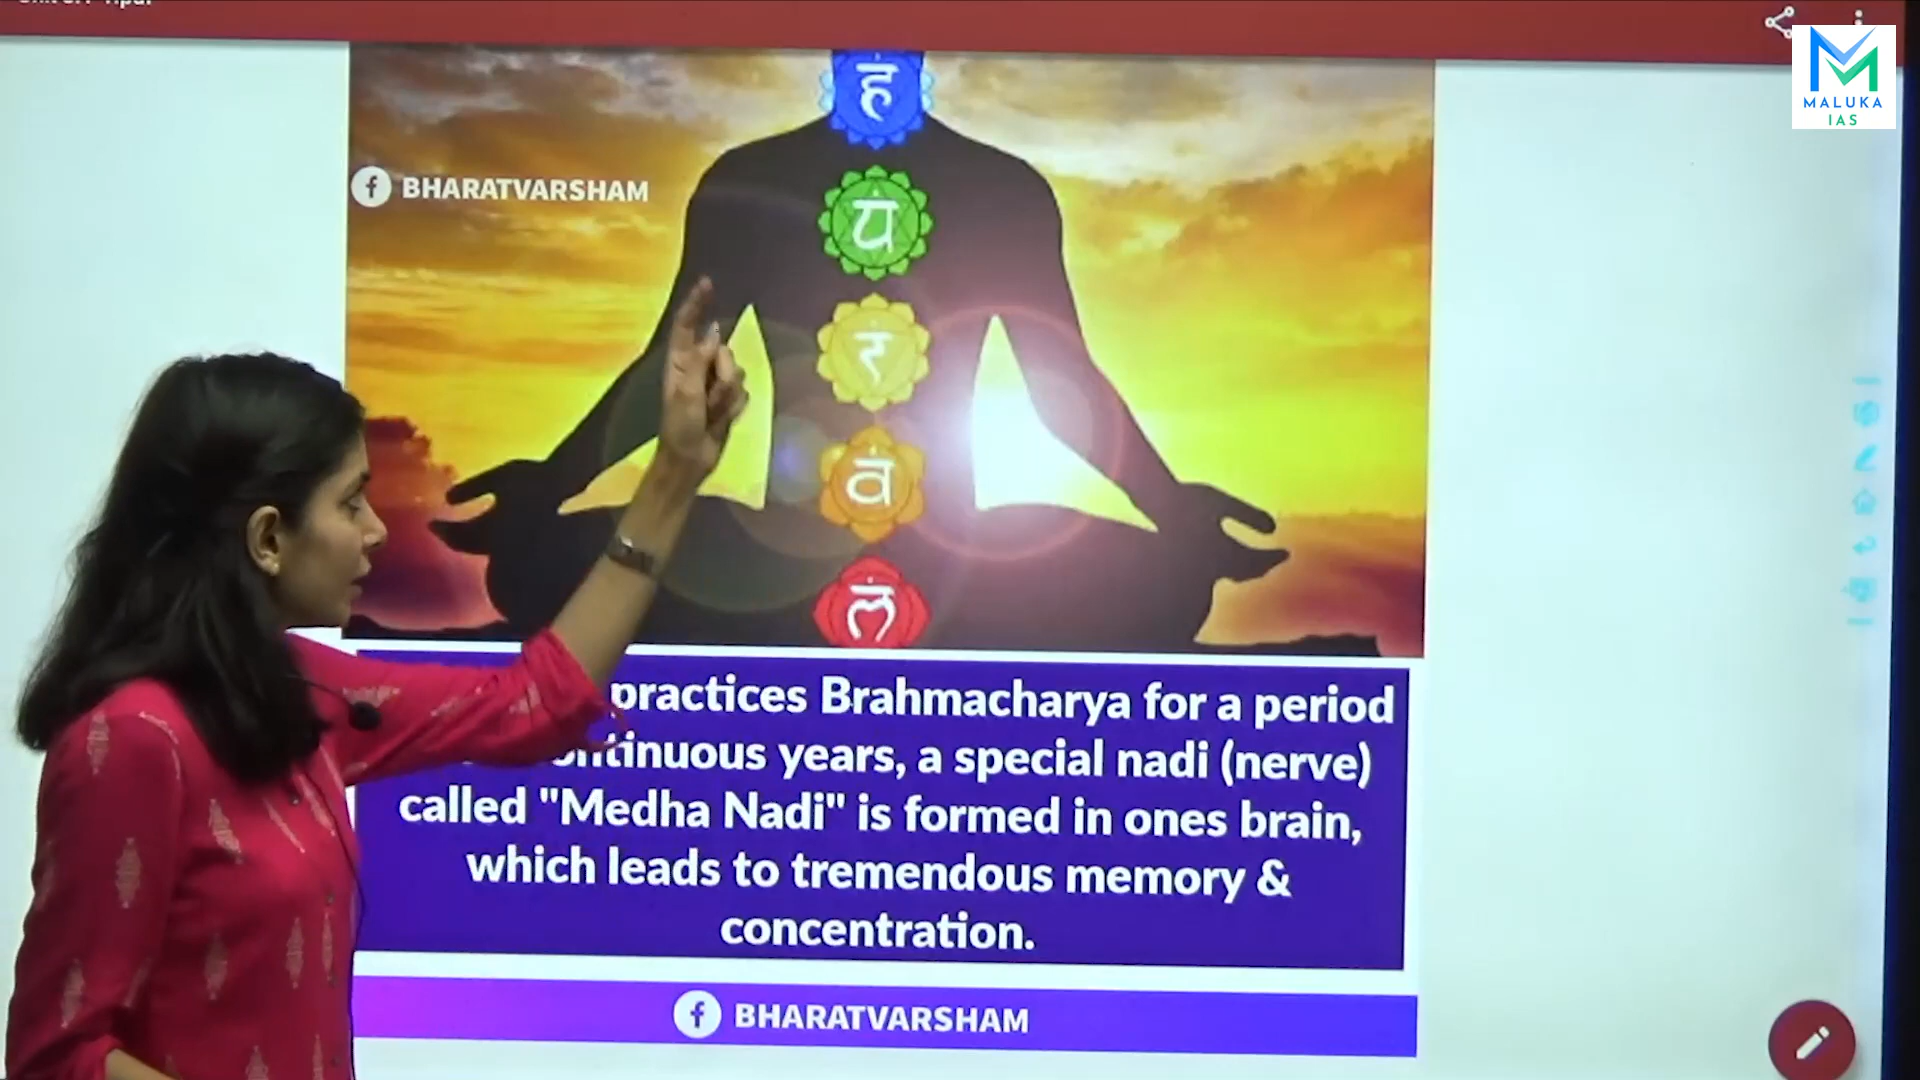 MALUKA
IAS
हं
BHARATVARSHAM
यं
रं
वं
लं
practices Brahmacharya for a period
years, a special nadi (nerve)
called "Medha Nadi" is formed in ones brain,
which leads to tremendous memory &
concentration.
BHARATVARSHAM